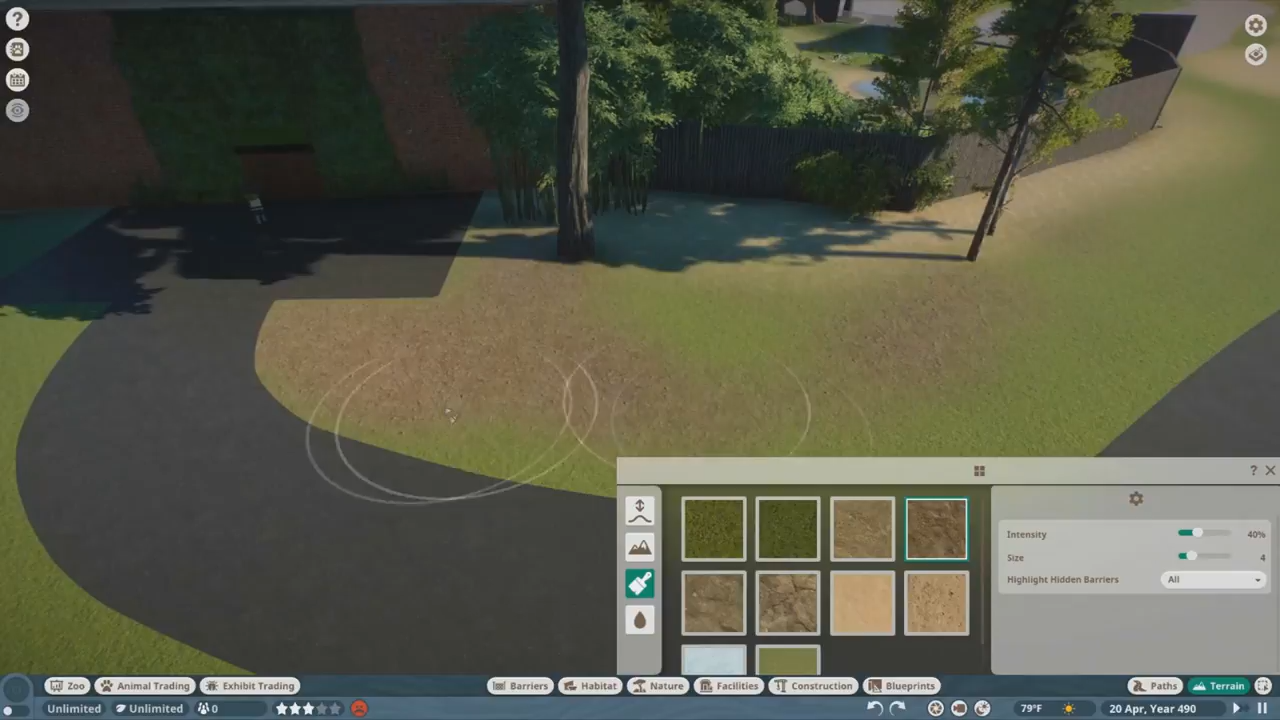 ?
? 
Intensity 40%
Size 4
Highlight Hidden Barriers All
Zoo Animal Trading Exhibit Trading Barriers Habitat Nature Facilities Construction Blueprints Paths Terrain
Unlimited Unlimited 0 79°F 20 Apr, Year 490